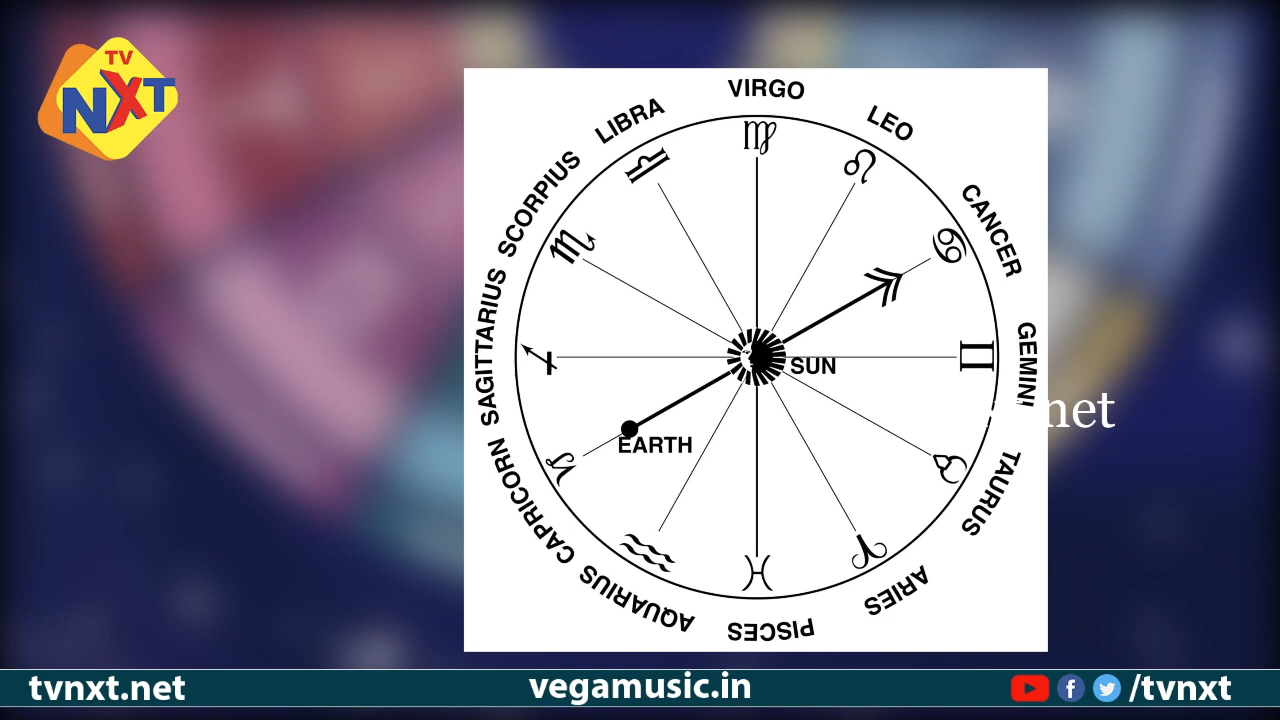 TV
NXT
VIRGO
LIBRA
LEO
SCORPIUS
CANCER
SAGITTARIUS
GEMINI
SUN
net
EARTH
CAPRICORN
TAURUS
AQUARIUS
ARIES
PISCES
tvnxt.net
vegamusic.in
/tvnxt